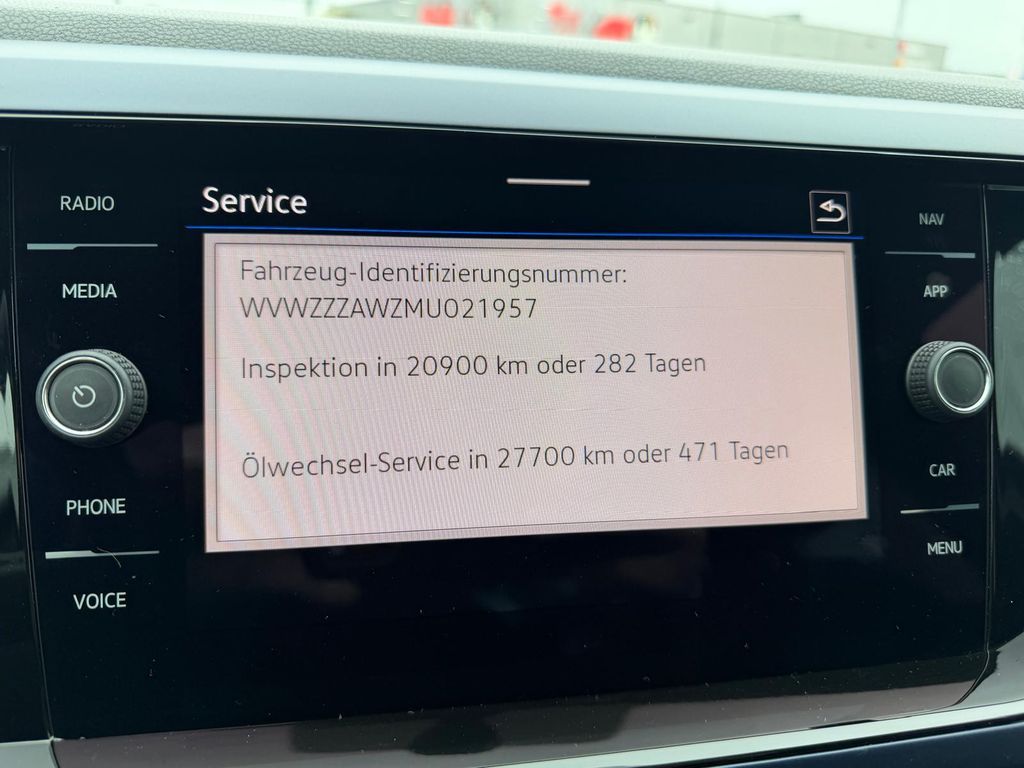 Service
RADIO
MEDIA
PHONE
VOICE
Fahrzeug-Identifizierungsnummer:
WVWZZZAWZMU021957
Inspektion in 20900 km oder 282 Tagen
Ölwechsel-Service in 27700 km oder 471 Tagen
NAV
APP
CAR
MENU